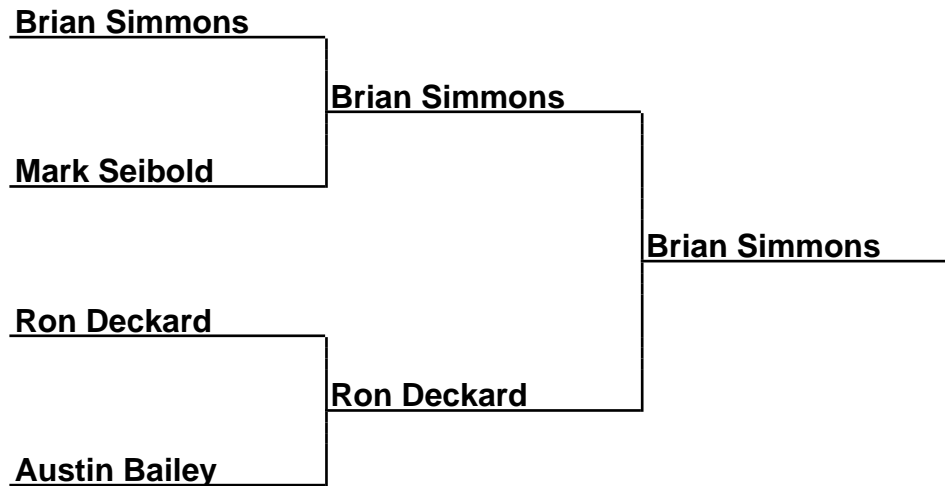 Brian Simmons
Brian Simmons
Mark Seibold
Brian Simmons
Ron Deckard
Ron Deckard
Austin Bailey